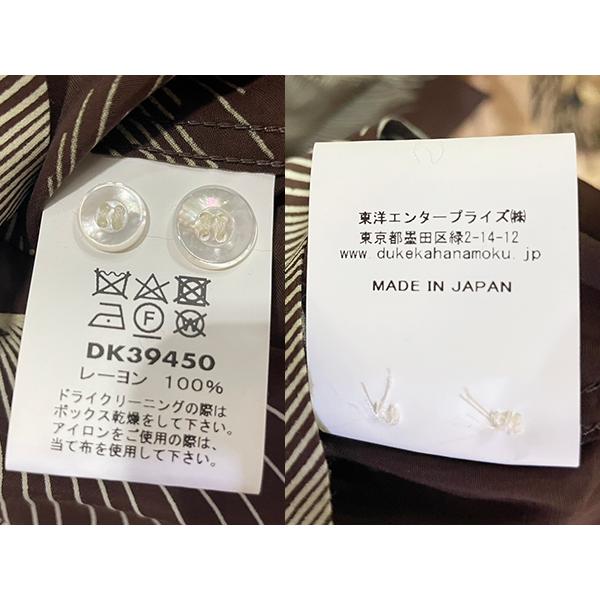 DK39450
レーヨン 100%
ドライクリーニングの際は
ボックス乾燥をして下さい。
アイロンをご使用の際は、
当て布を使用して下さい。
東洋エンタープライズ㈱
東京都墨田区緑2-14-12
www.dukekahanamoku.jp
MADE IN JAPAN